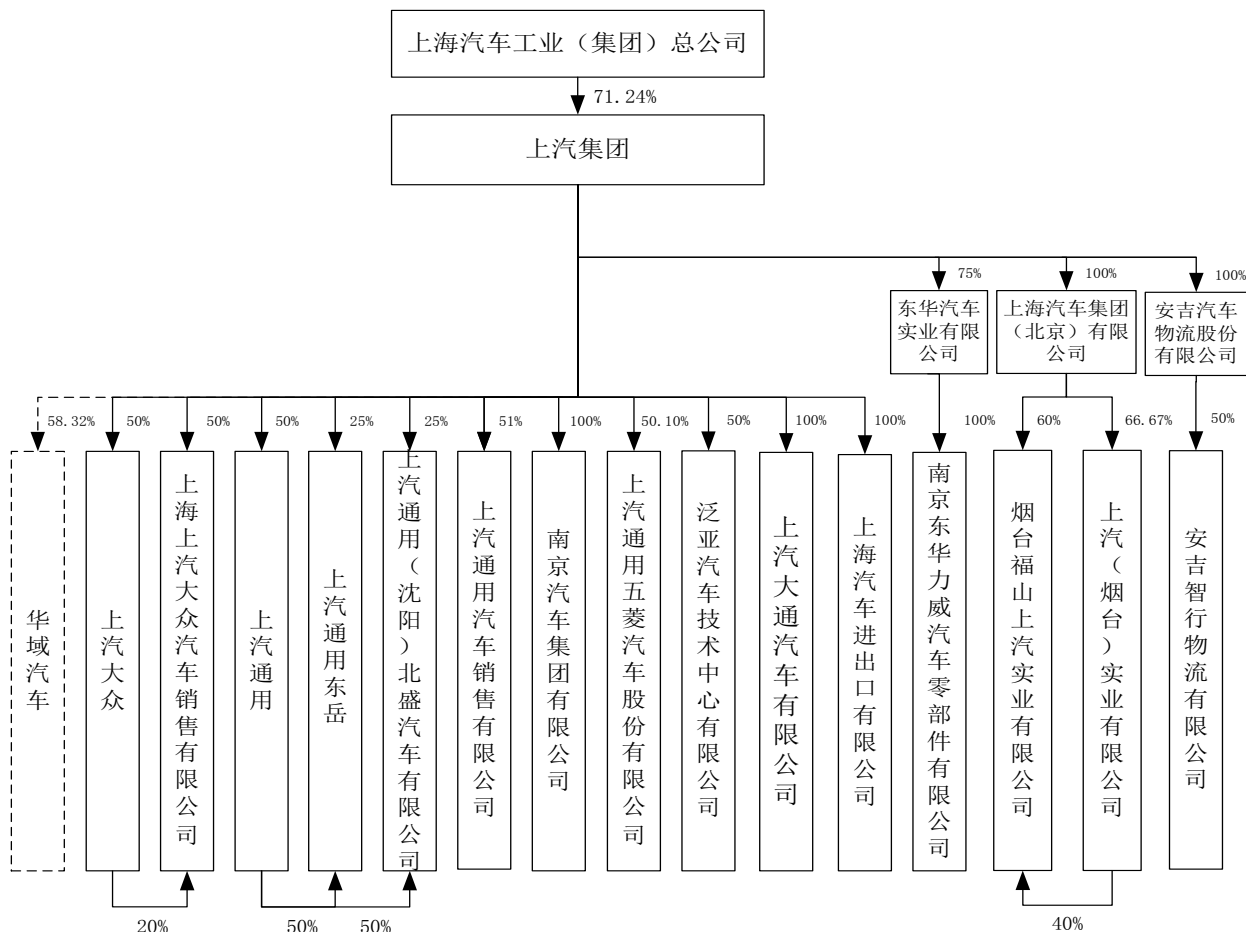 上海汽车工业（集团）总公司
71.24%
上汽集团
75%
100%
100%
东华汽车
实业有限
公司
上海汽车集团
（北京）有限
公司
安吉汽车
物流股份
有限公司
58.32%
50%
50%
50%
25%
25%
51%
100%
50.10%
50%
100%
100%
100%
60%
66.67%
50%
华域汽车
上汽大众
上海上汽大众汽车销售有限公司
上汽通用
上汽通用东岳
上汽通用（沈阳）北盛汽车有限公司
上汽通用汽车销售有限公司
南京汽车集团有限公司
上汽通用五菱汽车股份有限公司
泛亚汽车技术中心有限公司
上汽大通汽车有限公司
上海汽车进出口有限公司
南京东华力威汽车零部件有限公司
烟台福山上汽实业有限公司
上汽（烟台）实业有限公司
安吉智行物流有限公司
20%
50%
50%
40%